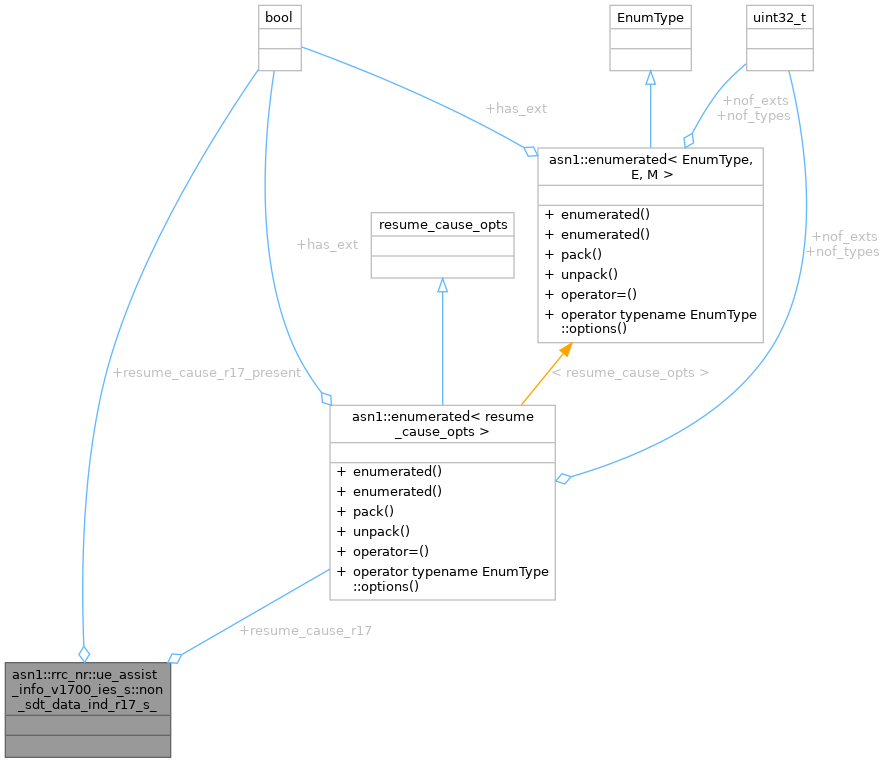 bool
EnumType
uint32_t
+has_ext
+nof_exts
+nof_types
asn1::enumerated< EnumType,
E, M >
+ enumerated()
+ enumerated()
+ pack()
+ unpack()
+ operator=()
+ operator typename EnumType
::options()
resume_cause_opts
+has_ext
+nof_exts
+nof_types
+resume_cause_r17_present
< resume_cause_opts >
asn1::enumerated< resume
_cause_opts >
+ enumerated()
+ enumerated()
+ pack()
+ unpack()
+ operator=()
+ operator typename EnumType
::options()
+resume_cause_r17
asn1::rrc_nr::ue_assist
_info_v1700_ies_s::non
_sdt_data_ind_r17_s_